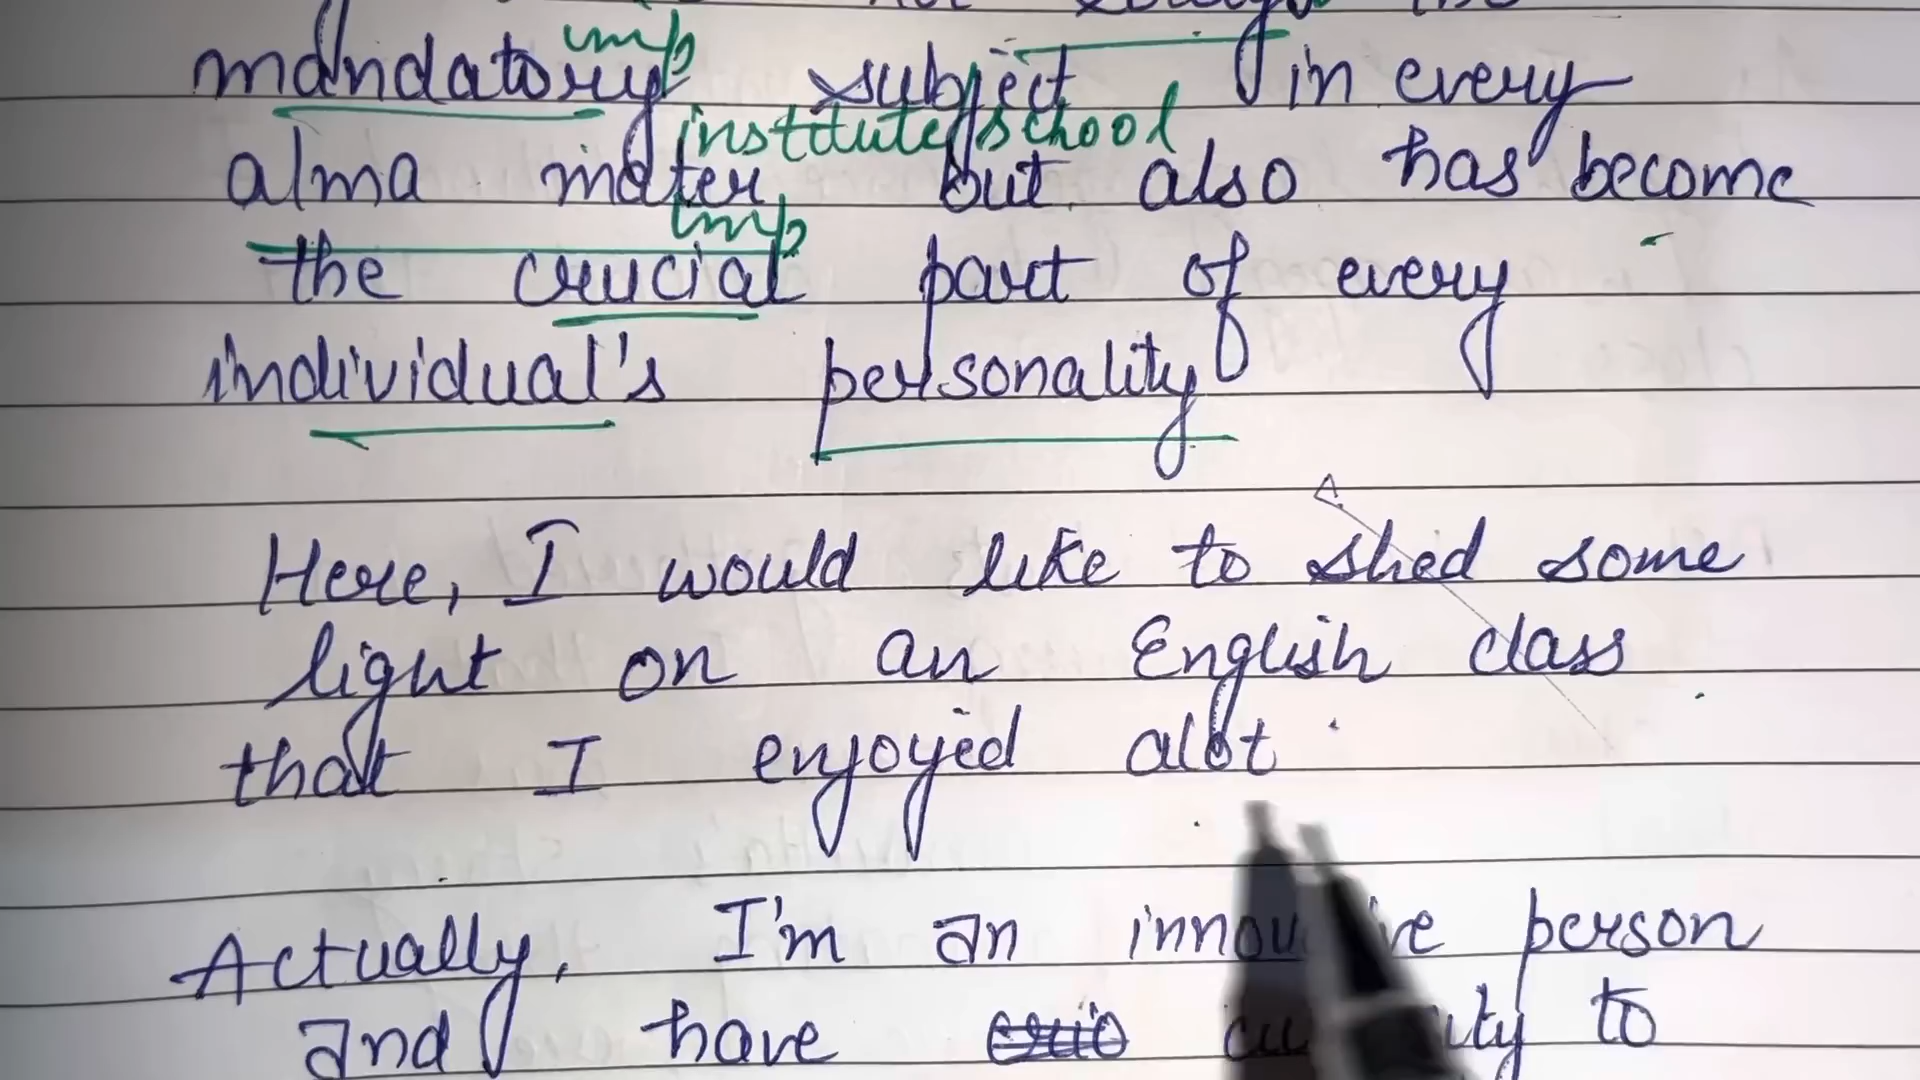 imp
mandatory subject in every
institute/school
alma mater but also has become
imp
the crucial part of every
individual's personality
Here, I would like to shed some
light on an English class
that I enjoyed alot
Actually, I'm an person
and have to